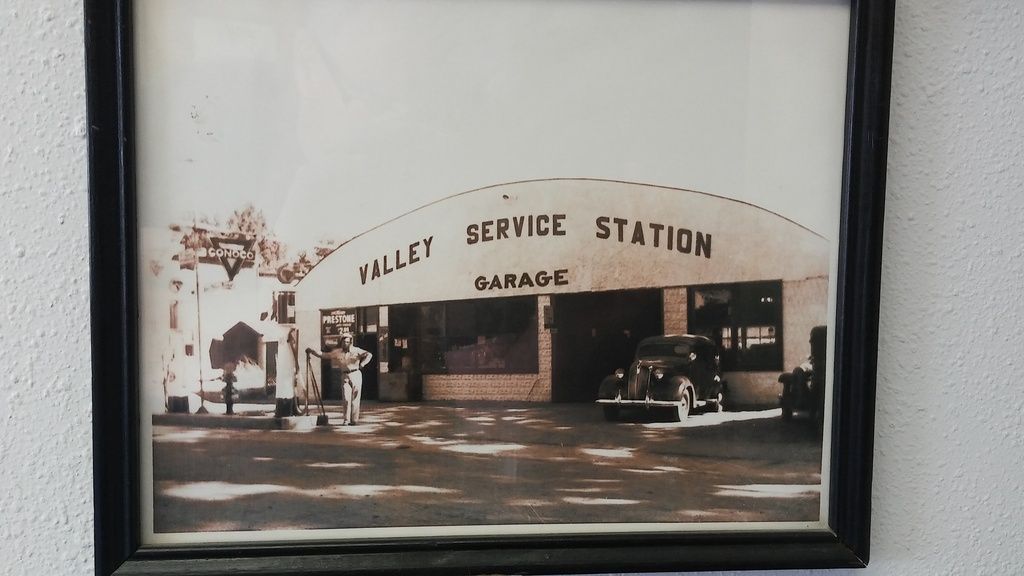 VALLEY SERVICE STATION
GARAGE
CONOCO
PRESTONE